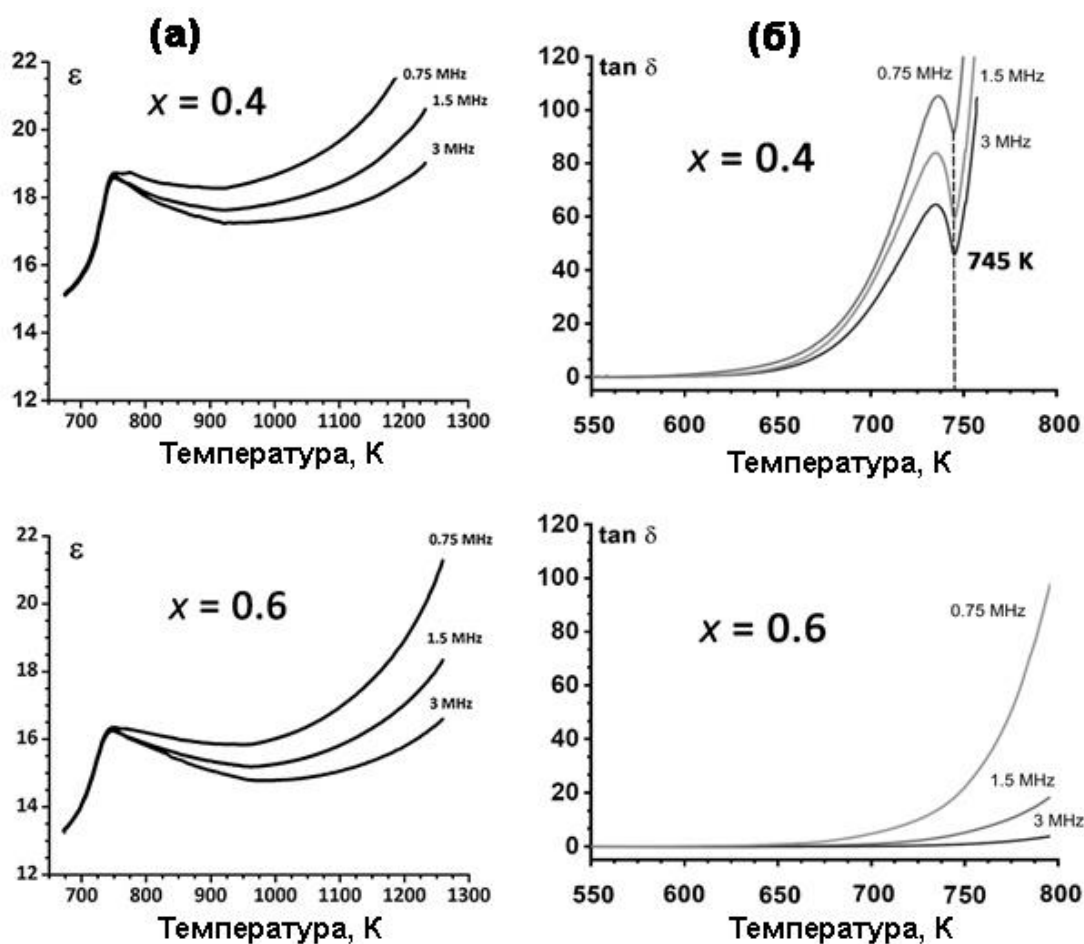 (а)
22
20
18
16
14
12
ε
x = 0.4
0.75 MHz
1.5 MHz
3 MHz
700 800 900 1000 1100 1200 1300
Температура, К
(б)
120
100
80
60
40
20
0
tan δ
x = 0.4
0.75 MHz
1.5 MHz
3 MHz
745 K
550 600 650 700 750 800
Температура, К
22
20
18
16
14
12
ε
x = 0.6
0.75 MHz
1.5 MHz
3 MHz
700 800 900 1000 1100 1200 1300
Температура, К
120
100
80
60
40
20
0
tan δ
x = 0.6
0.75 MHz
1.5 MHz
3 MHz
550 600 650 700 750 800
Температура, К